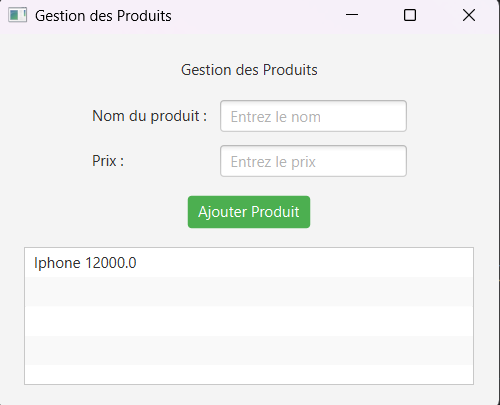 Gestion des Produits
Gestion des Produits
Nom du produit : Entrez le nom
Prix : Entrez le prix
Ajouter Produit
Iphone 12000.0